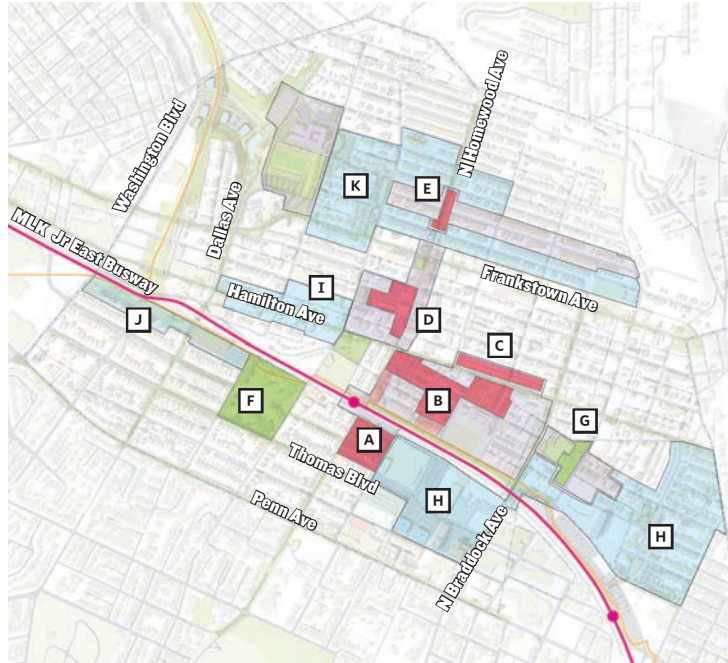 N Homewood Ave
Washington Blvd
K
E
Dallas Ave
MLK Jr East Busway
Frankstown Ave
I
Hamilton Ave
D
J
C
F
B
G
A
Thomas Blvd
H
Penn Ave
N Braddock Ave
H